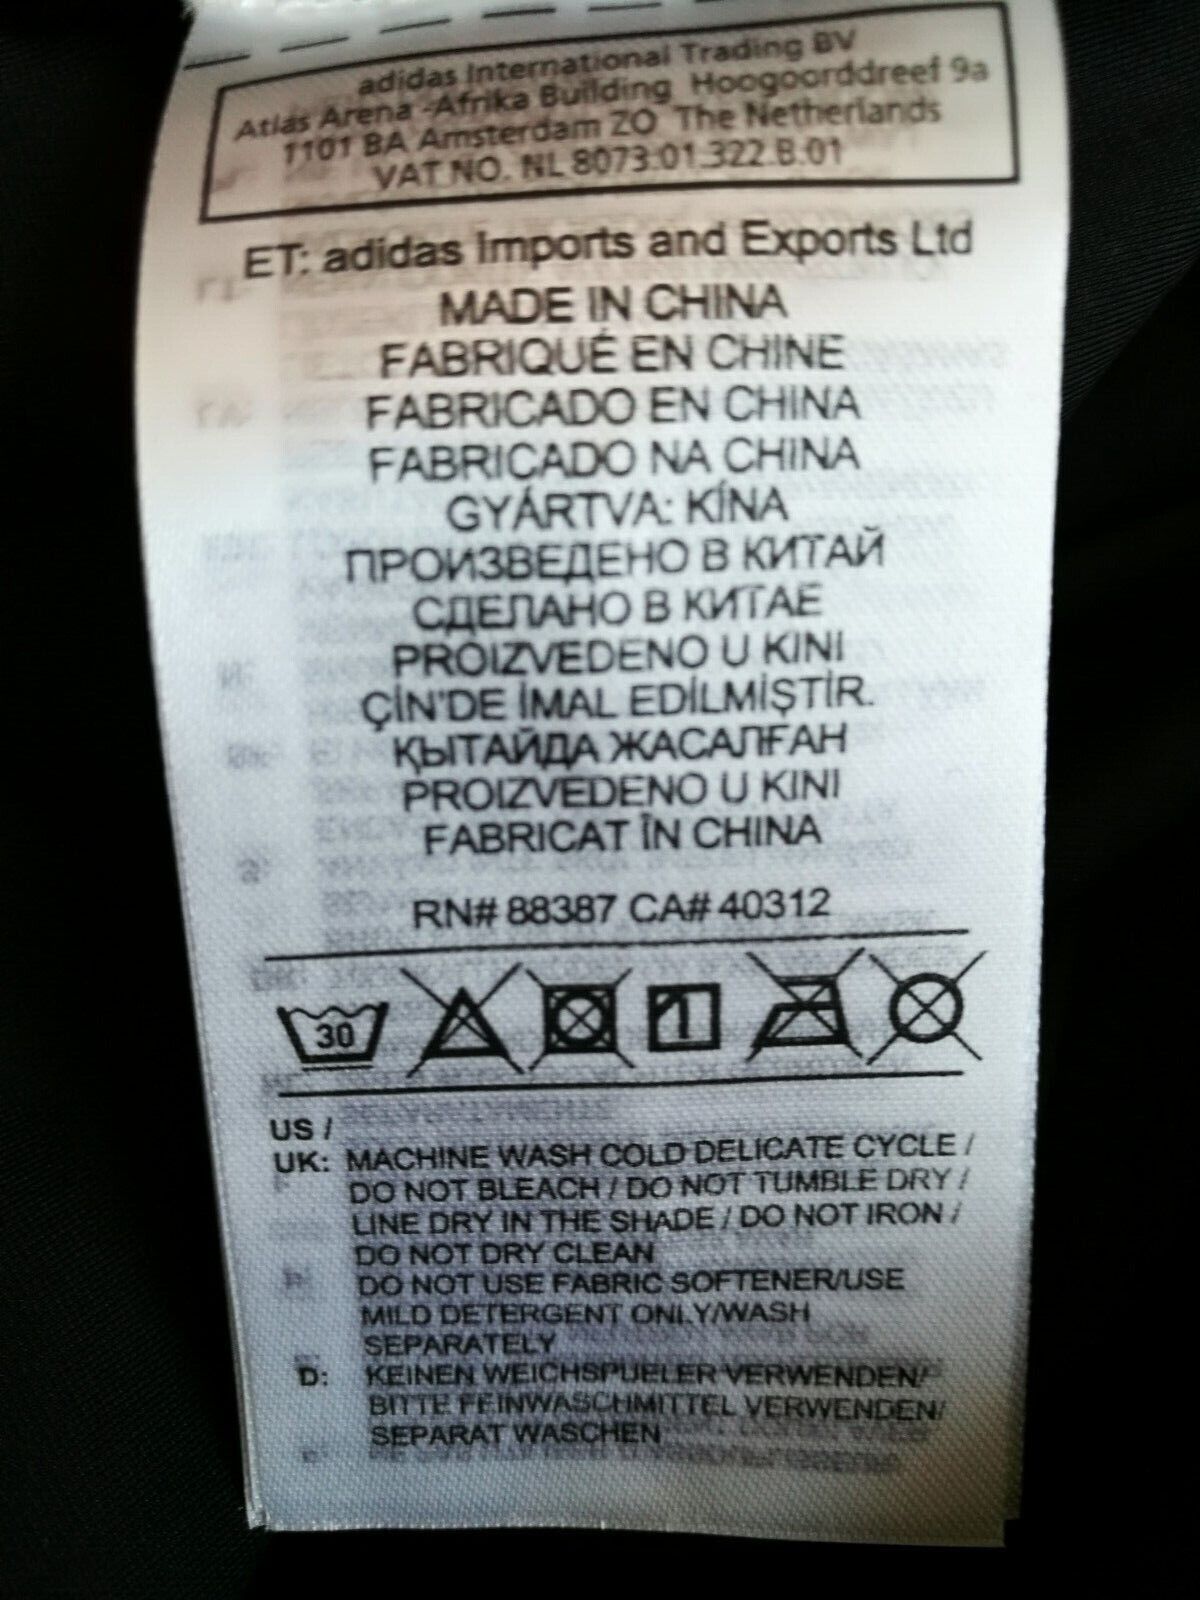 adidas International Trading BV
Atlas Arena -Afrika Building Hoogoorddreef 9a
1101 BA Amsterdam ZO The Netherlands
VAT NO. NL 8073.01.322.B.01
ET: adidas Imports and Exports Ltd
MADE IN CHINA
FABRIQUÉ EN CHINE
FABRICADO EN CHINA
FABRICADO NA CHINA
GYÁRTVA: KÍNA
ПРОИЗВЕДЕНО В КИТАЙ
СДЕЛАНО В КИТАЕ
PROIZVEDENO U KINI
ÇİN'DE İMAL EDİLMİŞTİR.
ҚЫТАЙДА ЖАСАЛҒАН
PROIZVEDENO U KINI
FABRICAT ÎN CHINA
RN# 88387 CA# 40312
30
US /
UK: MACHINE WASH COLD DELICATE CYCLE /
DO NOT BLEACH / DO NOT TUMBLE DRY /
LINE DRY IN THE SHADE / DO NOT IRON /
DO NOT DRY CLEAN
DO NOT USE FABRIC SOFTENER/USE
MILD DETERGENT ONLY/WASH
SEPARATELY
D: KEINEN WEICHSPUELER VERWENDEN/
BITTE FEINWASCHMITTEL VERWENDEN/
SEPARAT WASCHEN